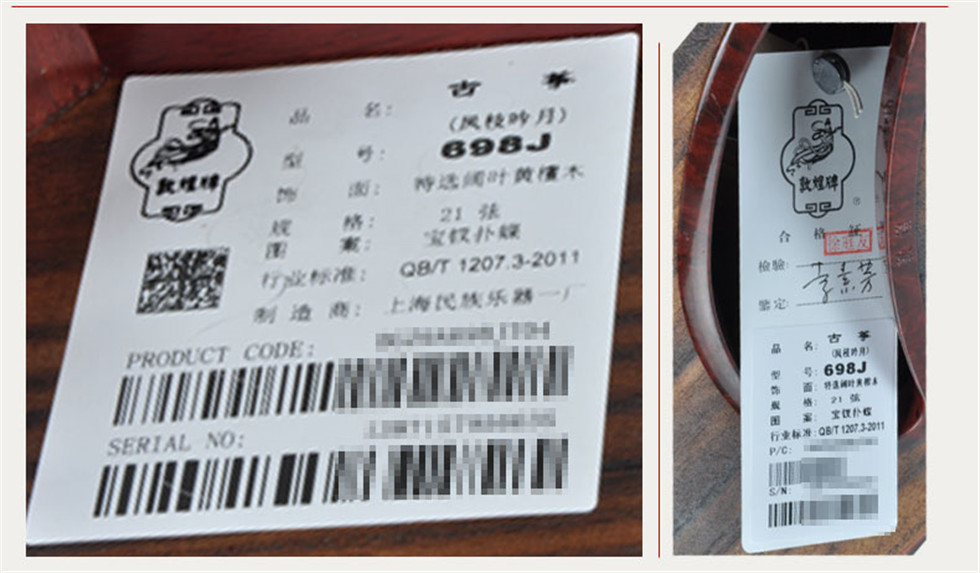 敦煌牌
品 名: 古 筝
(凤枝吟月)
型 号: 698J
饰 面: 特选阔叶黄檀木
规 格: 21 弦
图 案: 宝钗扑蝶
行业标准: QB/T 1207.3-2011
制 造 商: 上海民族乐器一厂
PRODUCT CODE:
SERIAL NO:
敦煌牌
®
合 格 证
检验:
鉴定:
品 名: 古 筝
(凤枝吟月)
型 号: 698J
饰 面: 特选阔叶黄檀木
规 格: 21 弦
图 案: 宝钗扑蝶
行业标准: QB/T 1207.3-2011
P/C:
S/N: